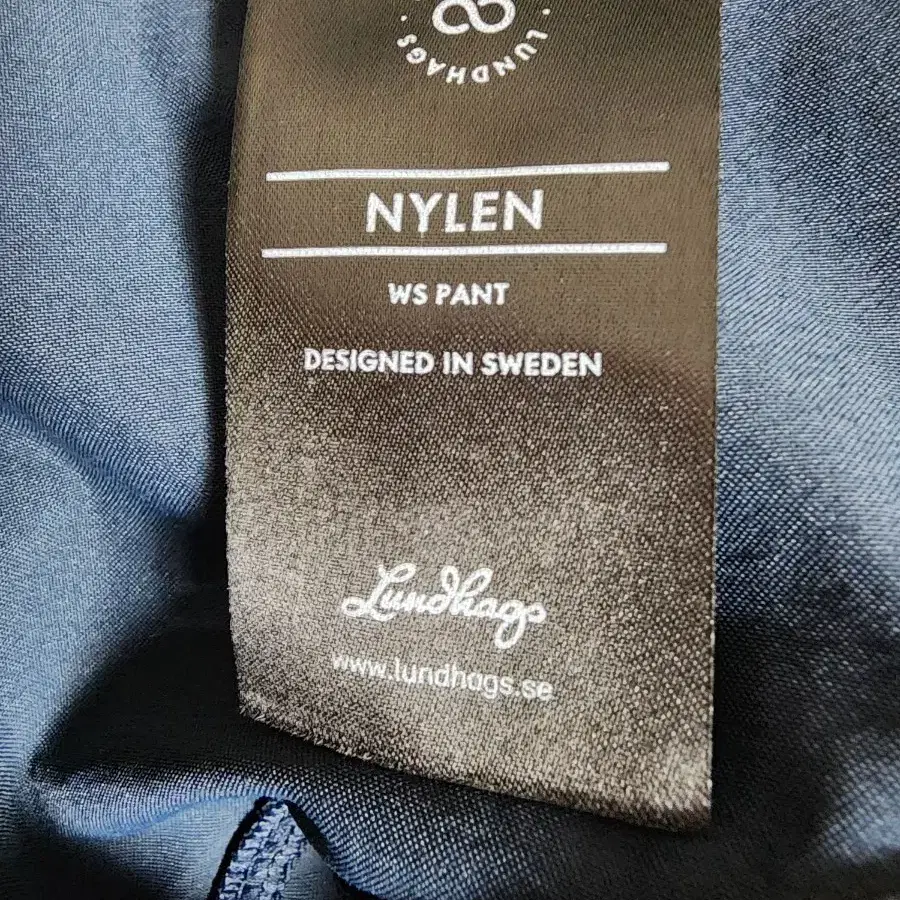 LUNDHAGS
NYLEN
WS PANT
DESIGNED IN SWEDEN
Lundhags
www.lundhags.se